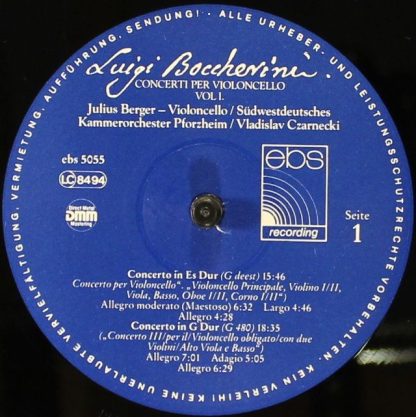 AUFFÜHRUNG, SENDUNG! - ALLE URHEBER- UND LEISTUNGSSCHUTZRECHTE VORBEHALTEN. KEIN VERLEIH! KEINE UNERLAUBTE VERVIELFÄLTIGUNG, VERMIETUNG,
Luigi Boccherini.
CONCERTI PER VIOLONCELLO
VOL I.
Julius Berger – Violoncello / Südwestdeutsches
Kammerorchester Pforzheim / Vladislav Czarnecki
ebs 5055
LC 8494
Direct Metal
DMM
Mastering
ebs
recording
Seite
1
Concerto in Es Dur (G deest) 15:46
Concerto per Violoncello“. „Violoncello Principale, Violino I/II,
Viola, Basso, Oboe I/II, Corno I/II“)
Allegro moderato (Maestoso) 6:32 Largo 4:46
Allegro 4:28
Concerto in G Dur (G 480) 18:35
(„Concerto III/per il/Violoncello obligato/con due
Violini/Alto Viola e Basso“)
Allegro 7:01 Adagio 5:05
Allegro 6:29